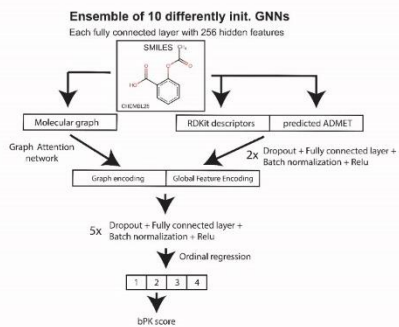 Ensemble of 10 differently init. GNNs
Each fully connected layer with 256 hidden features
SMILES
CH₃
O
O
HO
O
CHEMBL25
Molecular graph
RDKit descriptors
predicted ADMET
Graph Attention
network
2x
Dropout + Fully connected layer +
Batch normalization + Relu
Graph encoding
Global Feature Encoding
5x
Dropout + Fully connected layer +
Batch normalization + Relu
Ordinal regression
1 2 3 4
bPK score